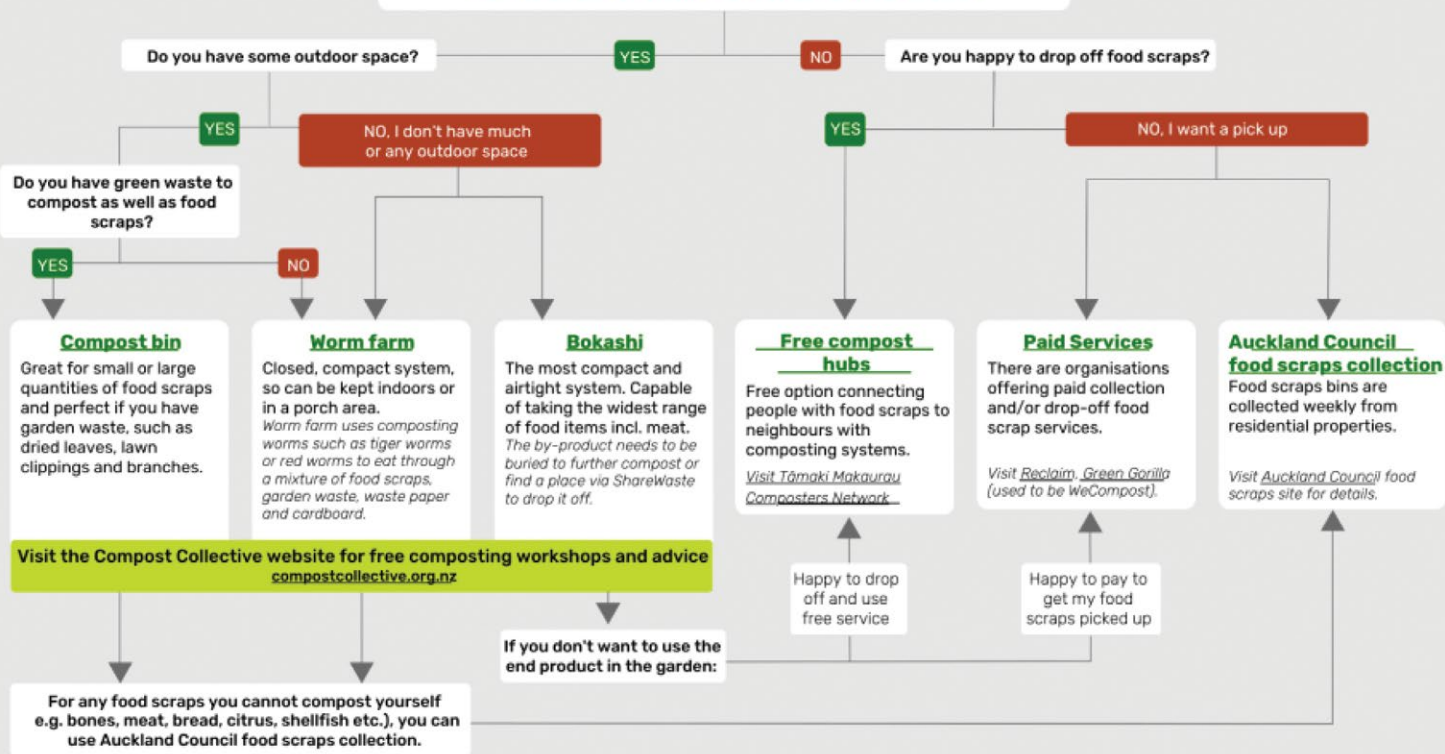 Do you have some outdoor space?
YES
NO
Are you happy to drop off food scraps?
YES
NO, I don't have much
or any outdoor space
YES
NO, I want a pick up
Do you have green waste to
compost as well as food
scraps?
YES
NO
Compost bin
Great for small or large
quantities of food scraps
and perfect if you have
garden waste, such as
dried leaves, lawn
clippings and branches.
Worm farm
Closed, compact system,
so can be kept indoors or
in a porch area.
Worm farm uses composting
worms such as tiger worms
or red worms to eat through
a mixture of food scraps,
garden waste, waste paper
and cardboard.
Bokashi
The most compact and
airtight system. Capable
of taking the widest range
of food items incl. meat.
The by-product needs to be
buried to further compost or
find a place via ShareWaste
to drop it off.
Free compost
hubs
Free option connecting
people with food scraps to
neighbours with
composting systems.
Visit Tāmaki Makaurau
Composters Network
Paid Services
There are organisations
offering paid collection
and/or drop-off food
scrap services.
Visit Reclaim, Green Gorilla
(used to be WeCompost).
Auckland Council
food scraps collection
Food scraps bins are
collected weekly from
residential properties.
Visit Auckland Council food
scraps site for details.
Visit the Compost Collective website for free composting workshops and advice
compostcollective.org.nz
Happy to drop
off and use
free service
Happy to pay to
get my food
scraps picked up
If you don't want to use the
end product in the garden:
For any food scraps you cannot compost yourself
e.g. bones, meat, bread, citrus, shellfish etc.), you can
use Auckland Council food scraps collection.